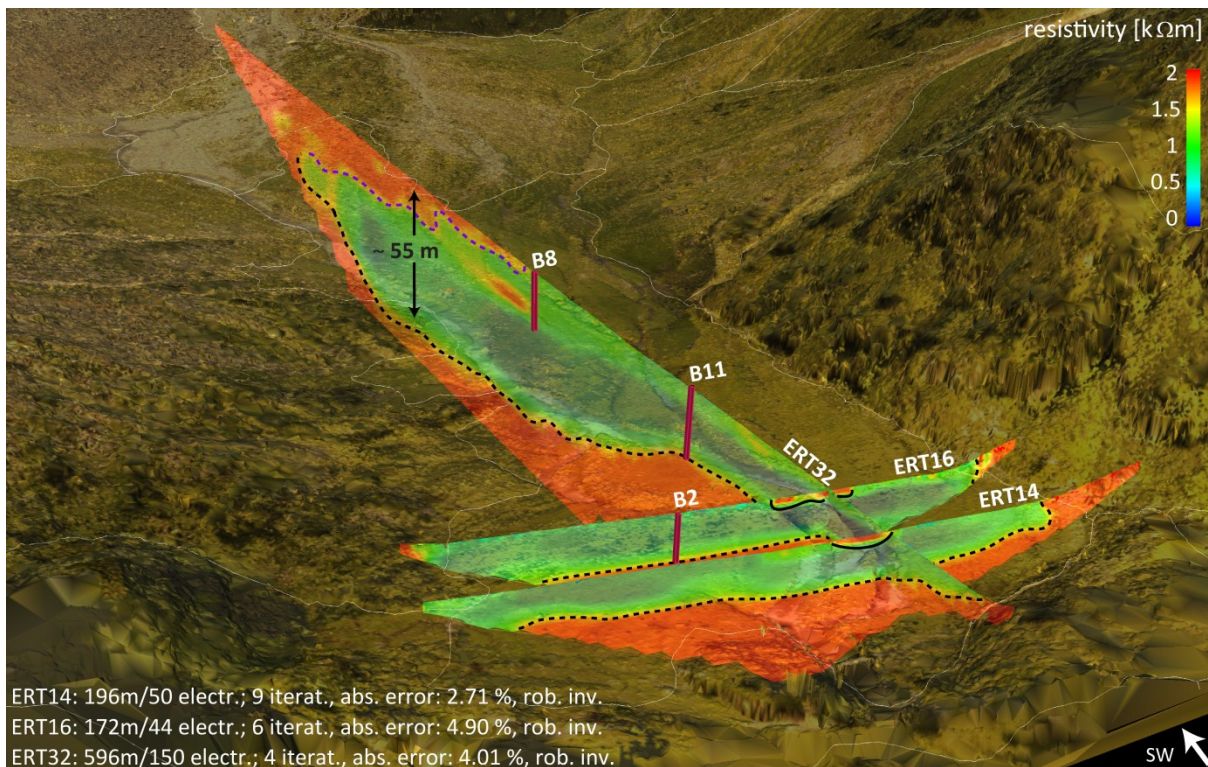 resistivity [k Ωm]
2
1.5
1
0.5
0
~ 55 m
B8
B11
ERT32
ERT16
B2
ERT14
ERT14: 196m/50 electr.; 9 iterat., abs. error: 2.71 %, rob. inv.
ERT16: 172m/44 electr.; 6 iterat., abs. error: 4.90 %, rob. inv.
ERT32: 596m/150 electr.; 4 iterat., abs. error: 4.01 %, rob. inv.
SW